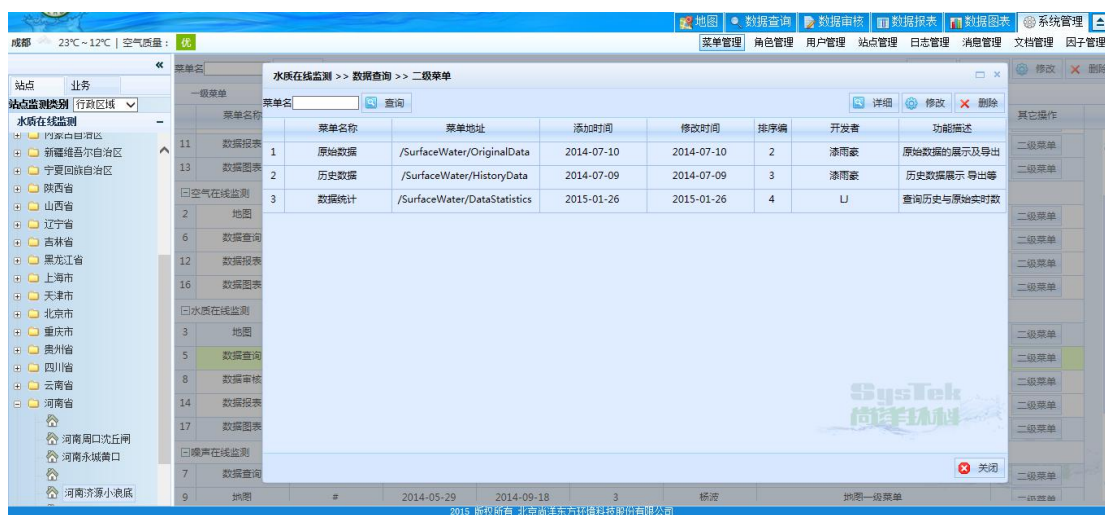 地图 数据查询 数据审核 数据报表 数据图表 系统管理
成都 23℃~12℃ | 空气质量: 优 菜单管理 角色管理 用户管理 站点管理 日志管理 消息管理 文档管理 因子管理
站点 业务
站点监测类别 行政区域
水质在线监测
内蒙古自治区
新疆维吾尔自治区
宁夏回族自治区
陕西省
山西省
辽宁省
吉林省
黑龙江省
上海市
天津市
北京市
重庆市
贵州省
四川省
云南省
河南省
河南周口沈丘闸
河南永城黄口
河南济源小浪底
菜单名 修改 删除
一级菜单
菜单名称 其它操作
11 数据报表 二级菜单
13 数据图表 二级菜单
空气在线监测
2 地图 二级菜单
6 数据查询 二级菜单
12 数据报表 二级菜单
16 数据图表 二级菜单
水质在线监测
3 地图 二级菜单
5 数据查询 二级菜单
8 数据审核 二级菜单
14 数据报表 二级菜单
17 数据图表 二级菜单
噪声在线监测
7 数据查询 二级菜单
9 地图 # 2014-05-29 2014-09-18 3 杨波 地图一级菜单 二级菜单
水质在线监测 >> 数据查询 >> 二级菜单
菜单名 查询 详细 修改 删除
菜单名称 菜单地址 添加时间 修改时间 排序编 开发者 功能描述
1 原始数据 /SurfaceWater/OriginalData 2014-07-10 2014-07-10 2 漆雨豪 原始数据的展示及导出
2 历史数据 /SurfaceWater/HistoryData 2014-07-09 2014-07-09 3 漆雨豪 历史数据展示 导出等
3 数据统计 /SurfaceWater/DataStatistics 2015-01-26 2015-01-26 4 LJ 查询历史与原始实时数
SysTek
尚洋环科
关闭
2015 版权所有 北京尚洋东方环境科技股份有限公司